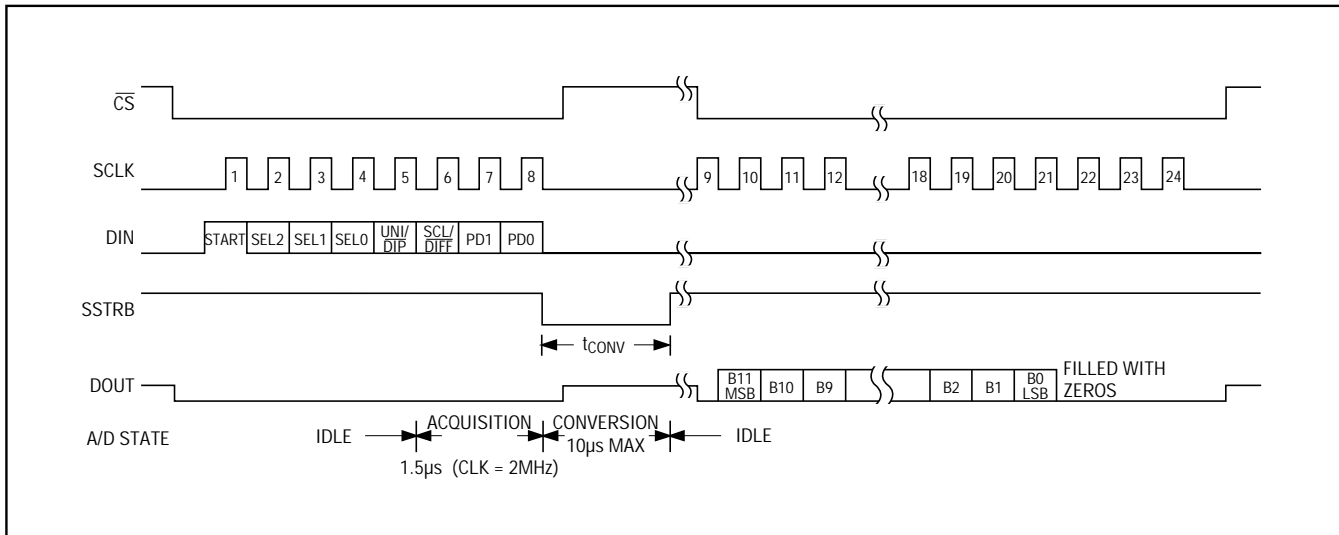 CS
SCLK
1 2 3 4 5 6 7 8 9 10 11 12 18 19 20 21 22 23 24
DIN
START SEL2 SEL1 SEL0 UNI/ DIP SCL/ DIFF PD1 PD0
SSTRB
tCONV
DOUT
B11 MSB B10 B9 B2 B1 B0 LSB
FILLED WITH
ZEROS
A/D STATE
IDLE
ACQUISITION
1.5µs (CLK = 2MHz)
CONVERSION
10µs MAX
IDLE